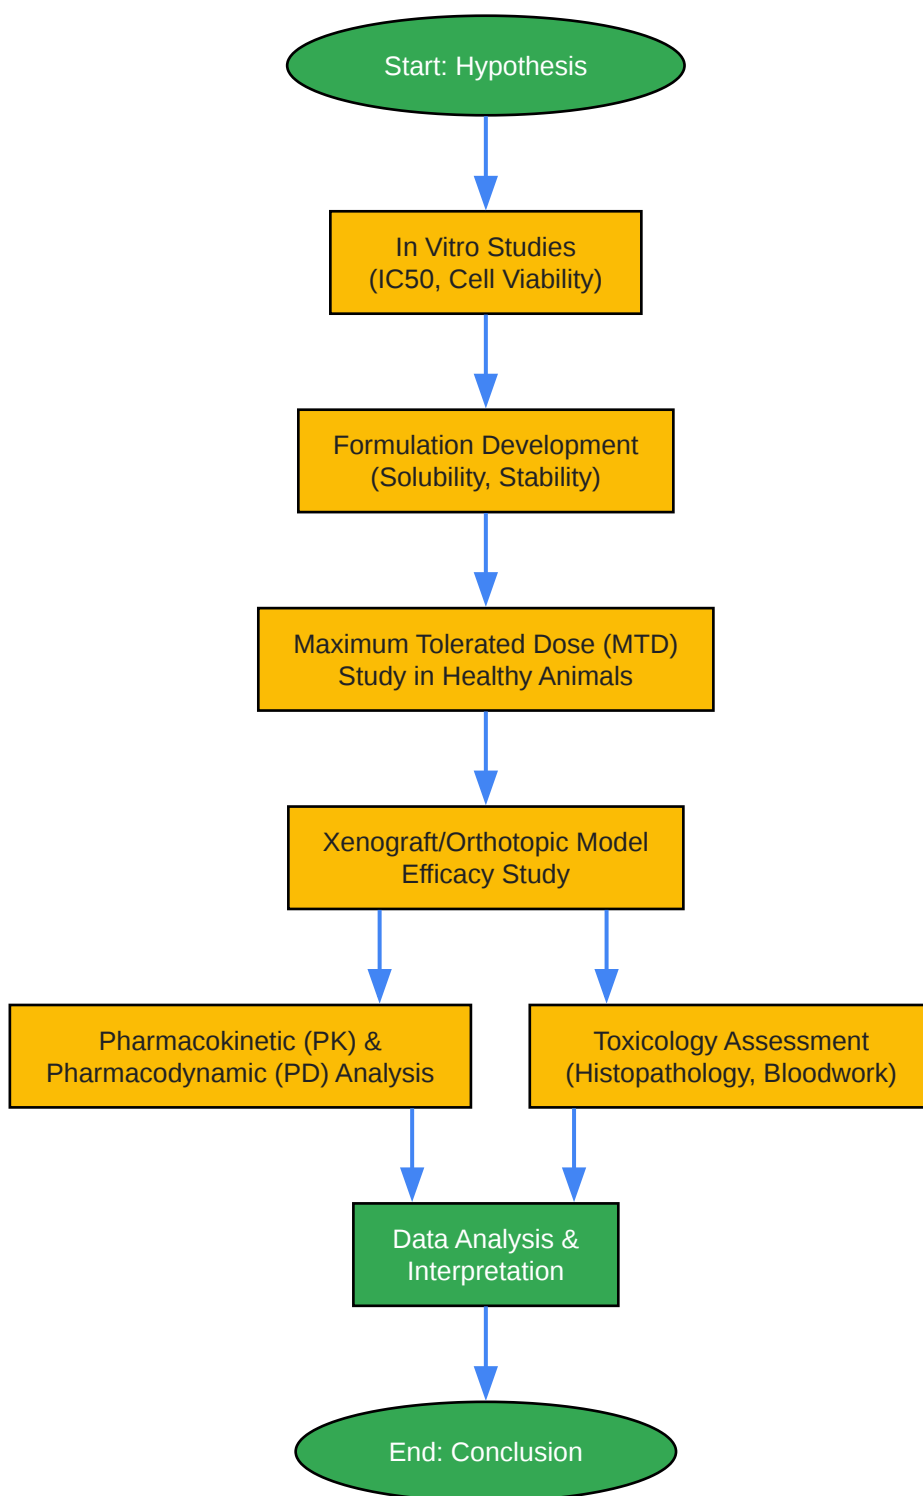 Start: Hypothesis
In Vitro Studies
(IC50, Cell Viability)
Formulation Development
(Solubility, Stability)
Maximum Tolerated Dose (MTD)
Study in Healthy Animals
Xenograft/Orthotopic Model
Efficacy Study
Pharmacokinetic (PK) &
Pharmacodynamic (PD) Analysis
Toxicology Assessment
(Histopathology, Bloodwork)
Data Analysis &
Interpretation
End: Conclusion